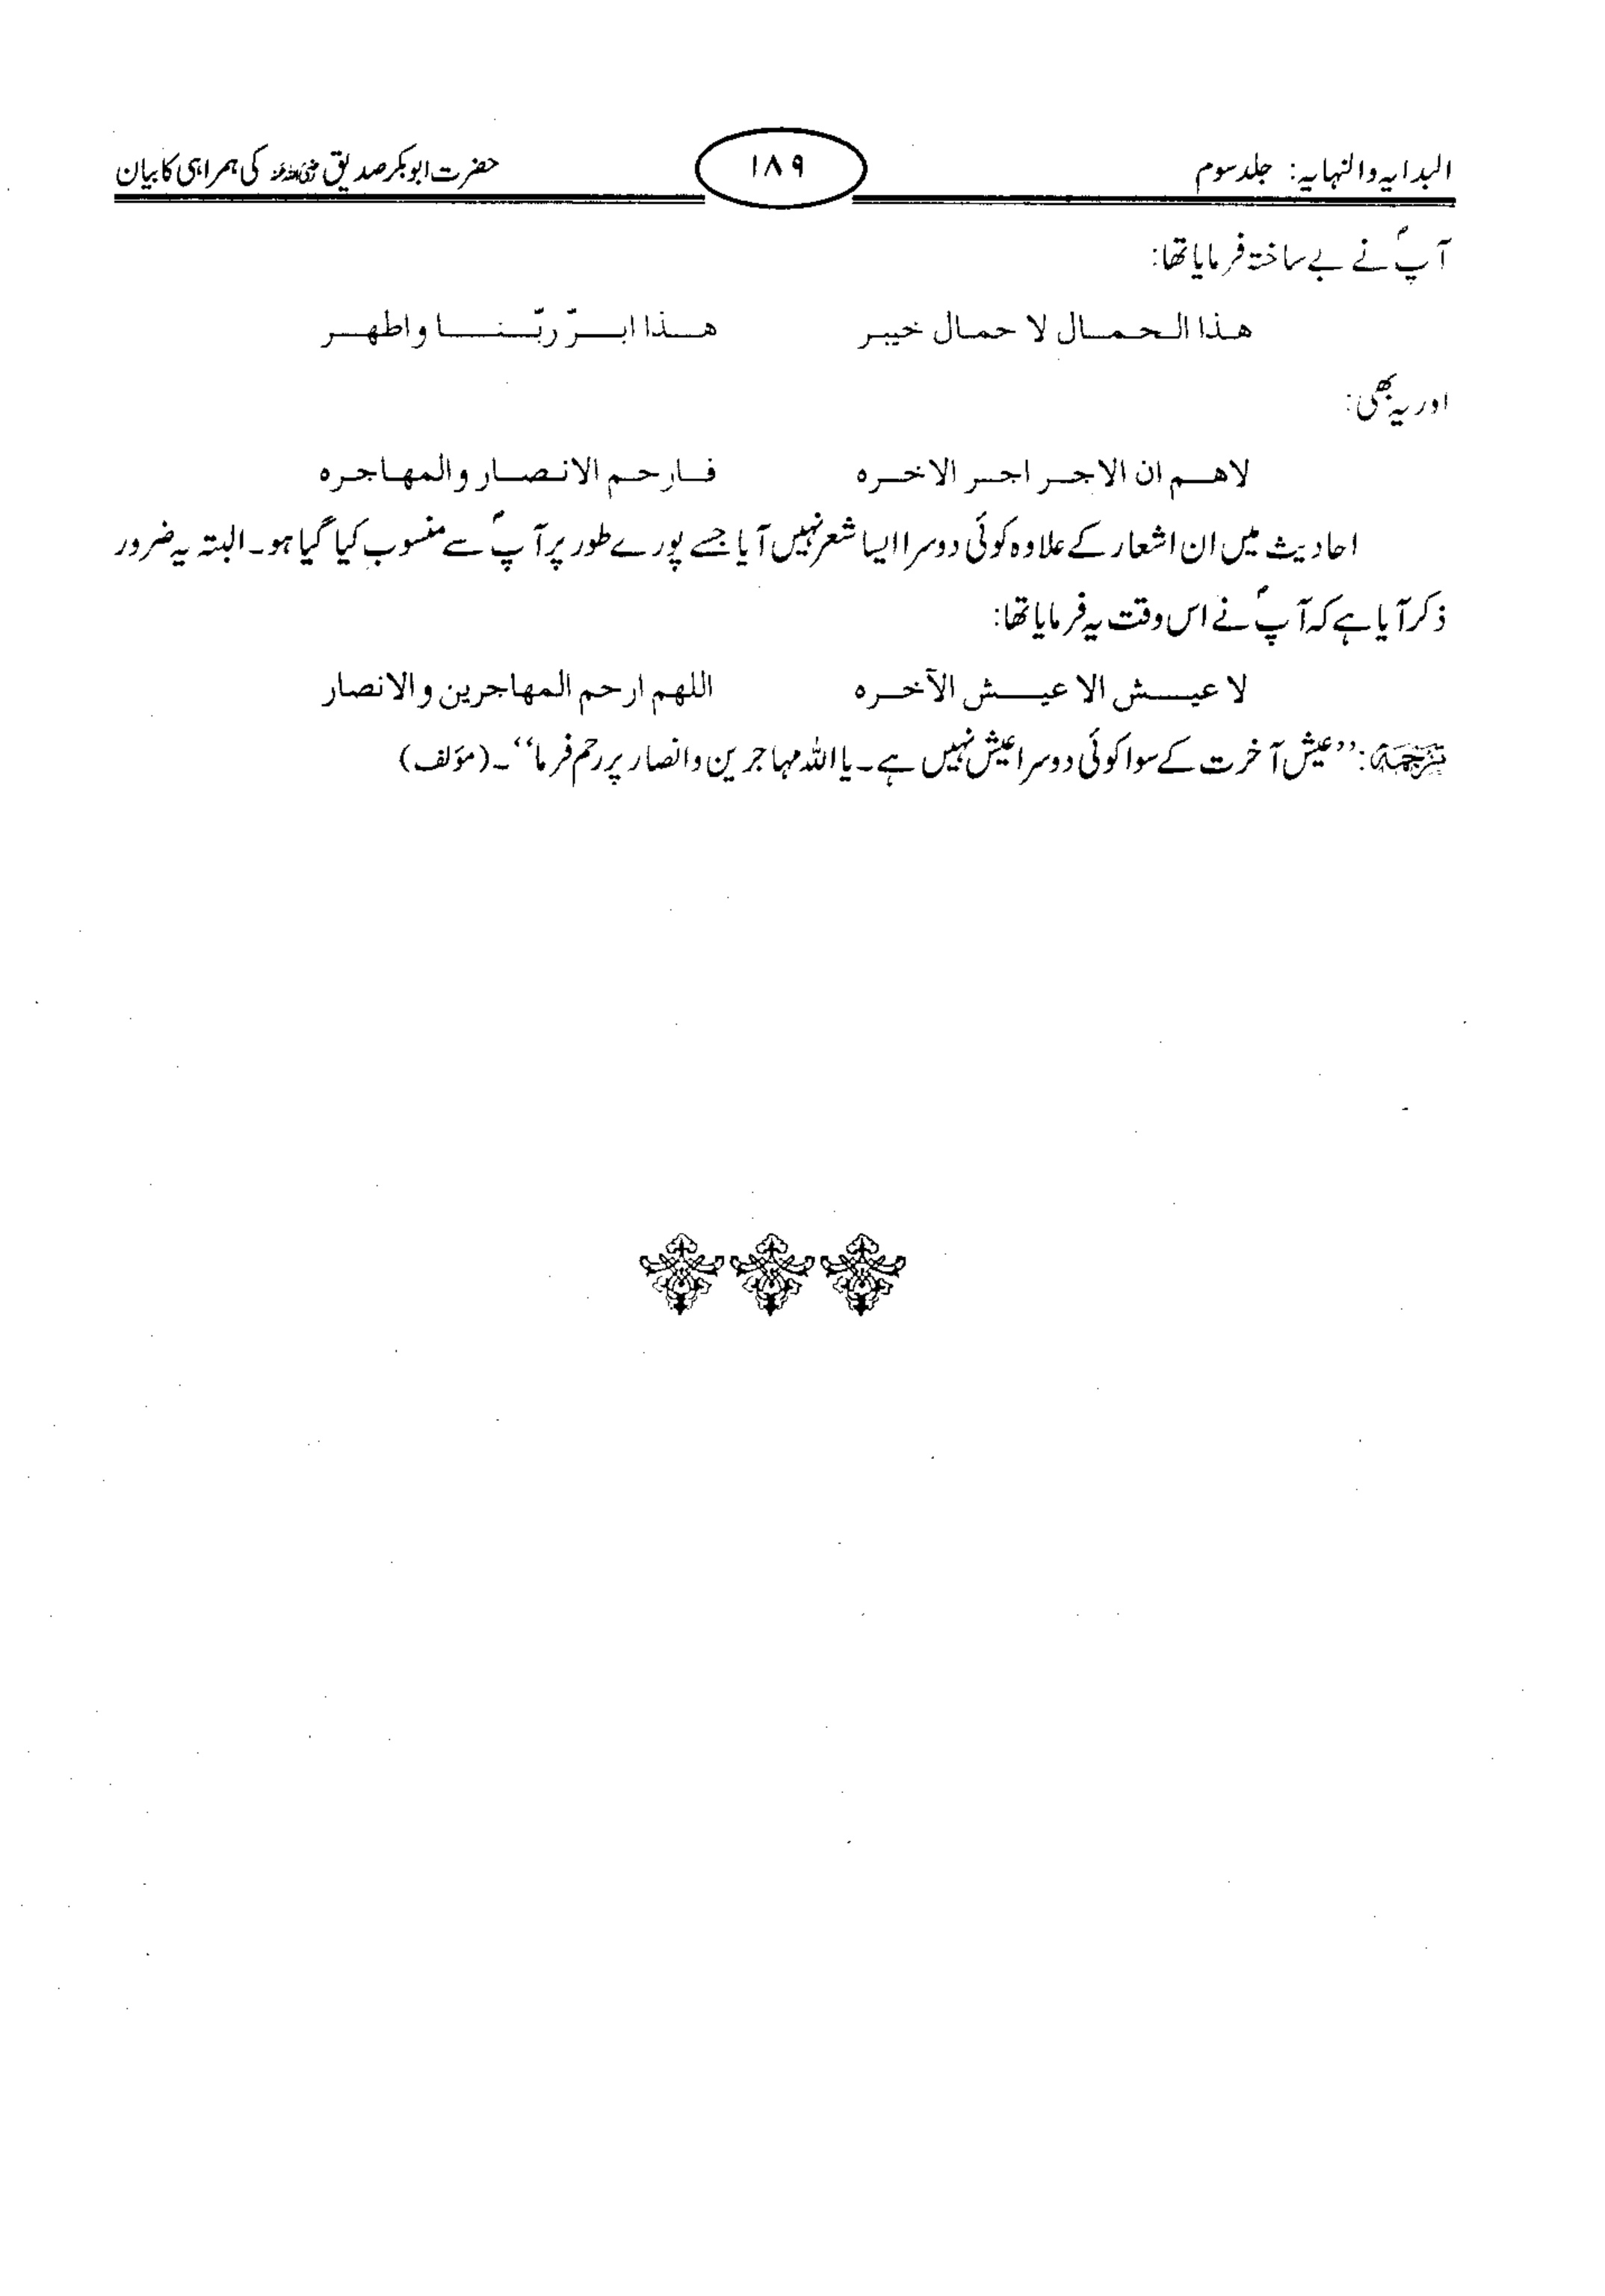 البدایہ والنہایہ: جلد سوم ۱۸۹ حضرت ابوبکر صدیق رضی اللہ عنہ کی ہمراہی کا بیان
آپؐ نے بے ساختہ فرمایا تھا:
هذا الحمال لا حمال خيبر هذا ابرّ ربّنا واطهر
اور یہ بھی:
لاهم ان الاجر اجر الاخره فارحم الانصار والمهاجره
احادیث میں ان اشعار کے علاوہ کوئی دوسرا ایسا شعر نہیں آیا جسے پورے طور پر آپؐ سے منسوب کیا گیا ہو۔ البتہ یہ ضرور
ذکر آیا ہے کہ آپؐ نے اس وقت یہ فرمایا تھا:
لا عيش الا عيش الآخره اللهم ارحم المهاجرين والانصار
ترجمہ: ’’عیش آخرت کے سوا کوئی دوسرا عیش نہیں ہے۔ یا اللہ مہاجرین و انصار پر رحم فرما‘‘۔ (مؤلف)